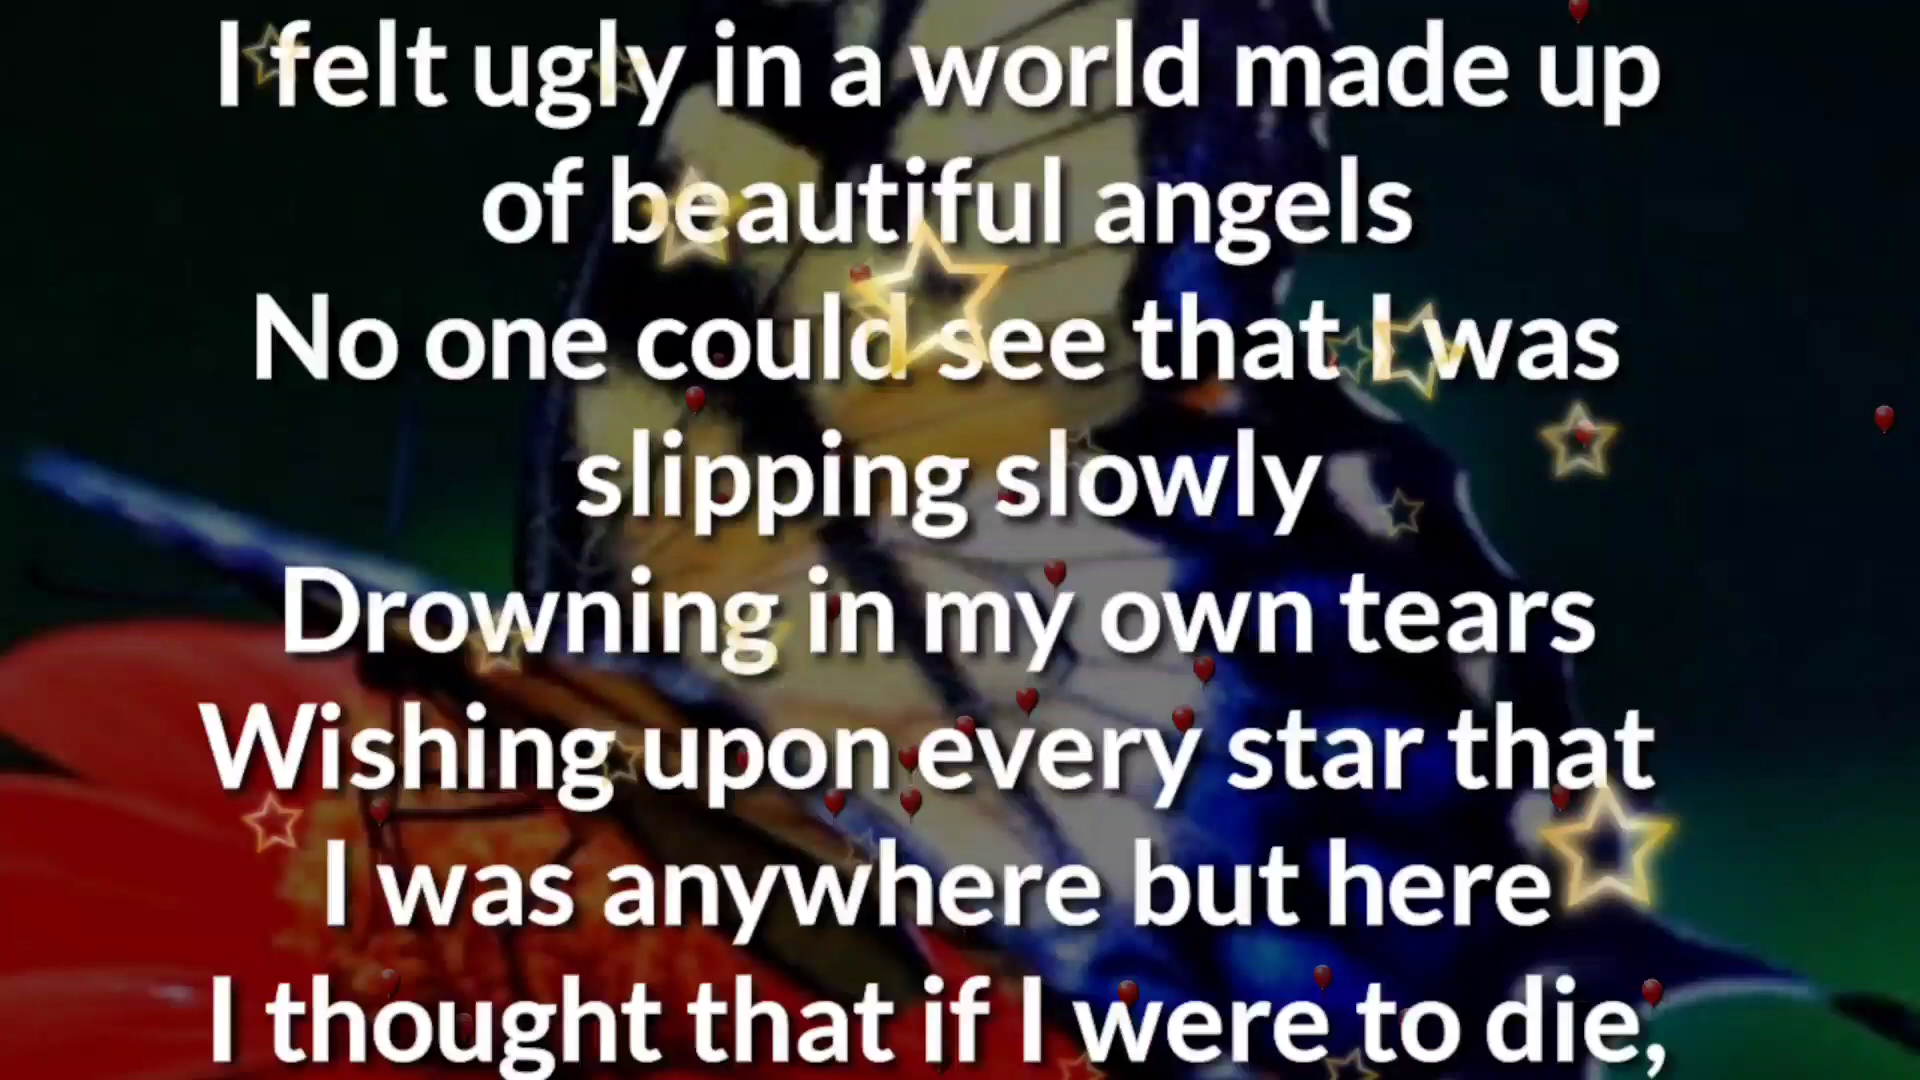 I felt ugly in a world made up
of beautiful angels
No one could see that I was
slipping slowly
Drowning in my own tears
Wishing upon every star that
I was anywhere but here
I thought that if I were to die,